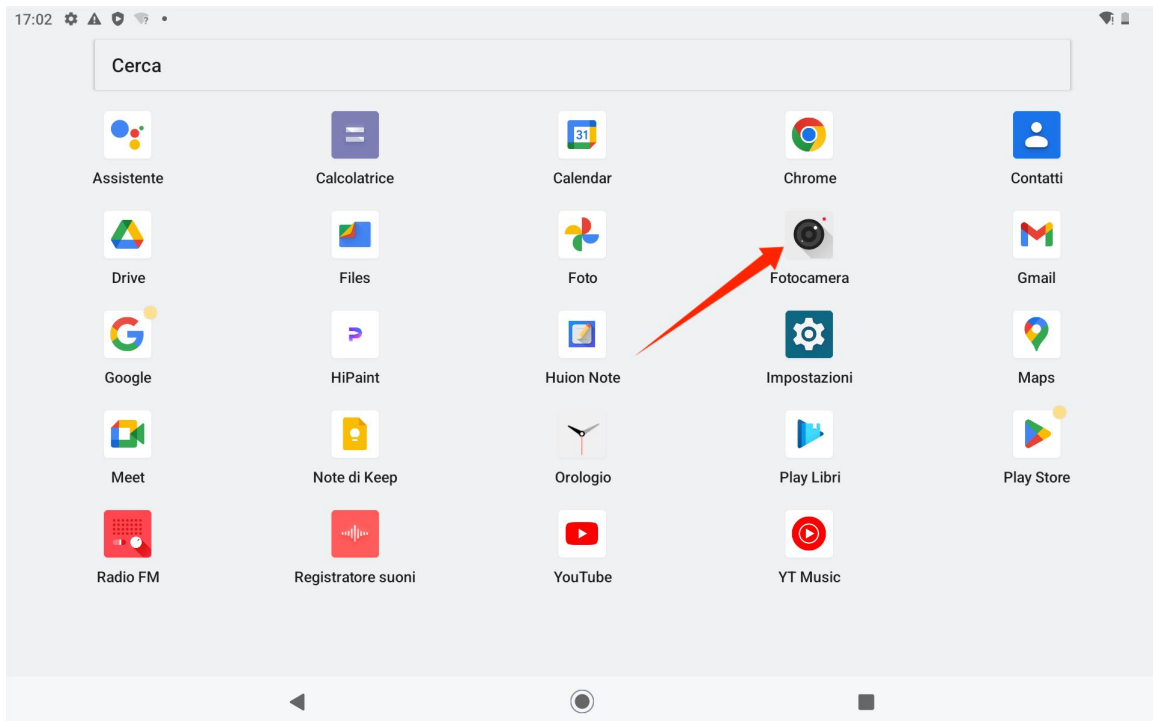 17:02
Cerca
31
Assistente Calcolatrice Calendar Chrome Contatti
Drive Files Foto Fotocamera Gmail
Google HiPaint Huion Note Impostazioni Maps
Meet Note di Keep Orologio Play Libri Play Store
Radio FM Registratore suoni YouTube YT Music